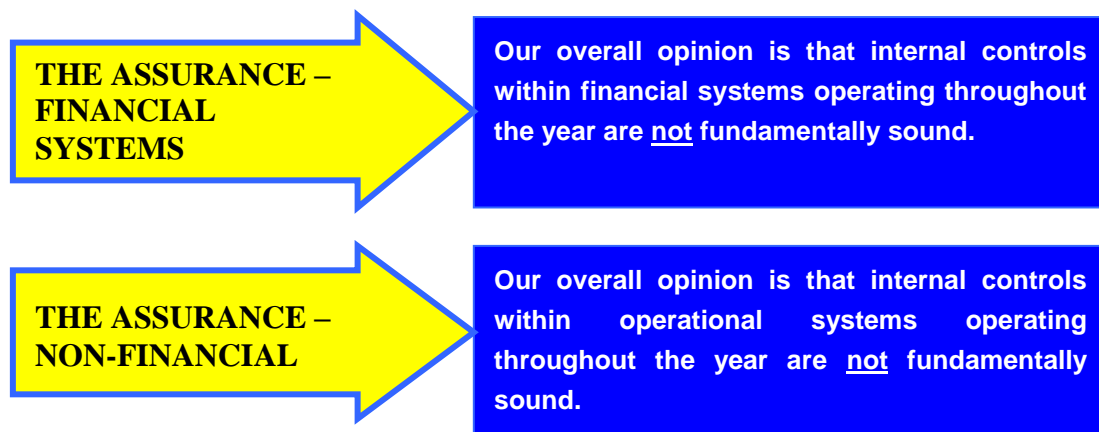 THE ASSURANCE –
FINANCIAL
SYSTEMS
Our overall opinion is that internal controls
within financial systems operating throughout
the year are not fundamentally sound.
THE ASSURANCE –
NON-FINANCIAL
Our overall opinion is that internal controls
within operational systems operating
throughout the year are not fundamentally
sound.